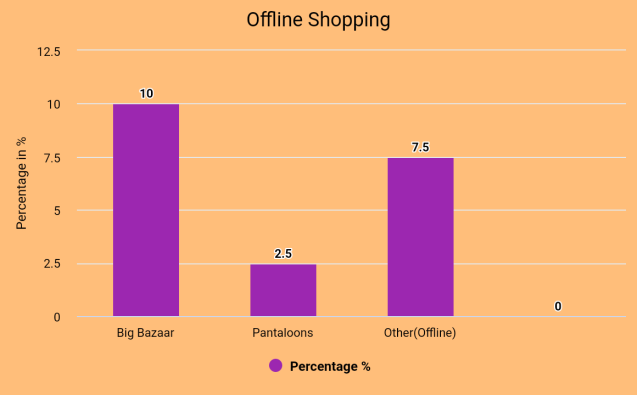 Offline Shopping
Percentage in %
12.5
10
7.5
5
2.5
0
10
2.5
7.5
0
Big Bazaar
Pantaloons
Other(Offline)
Percentage %